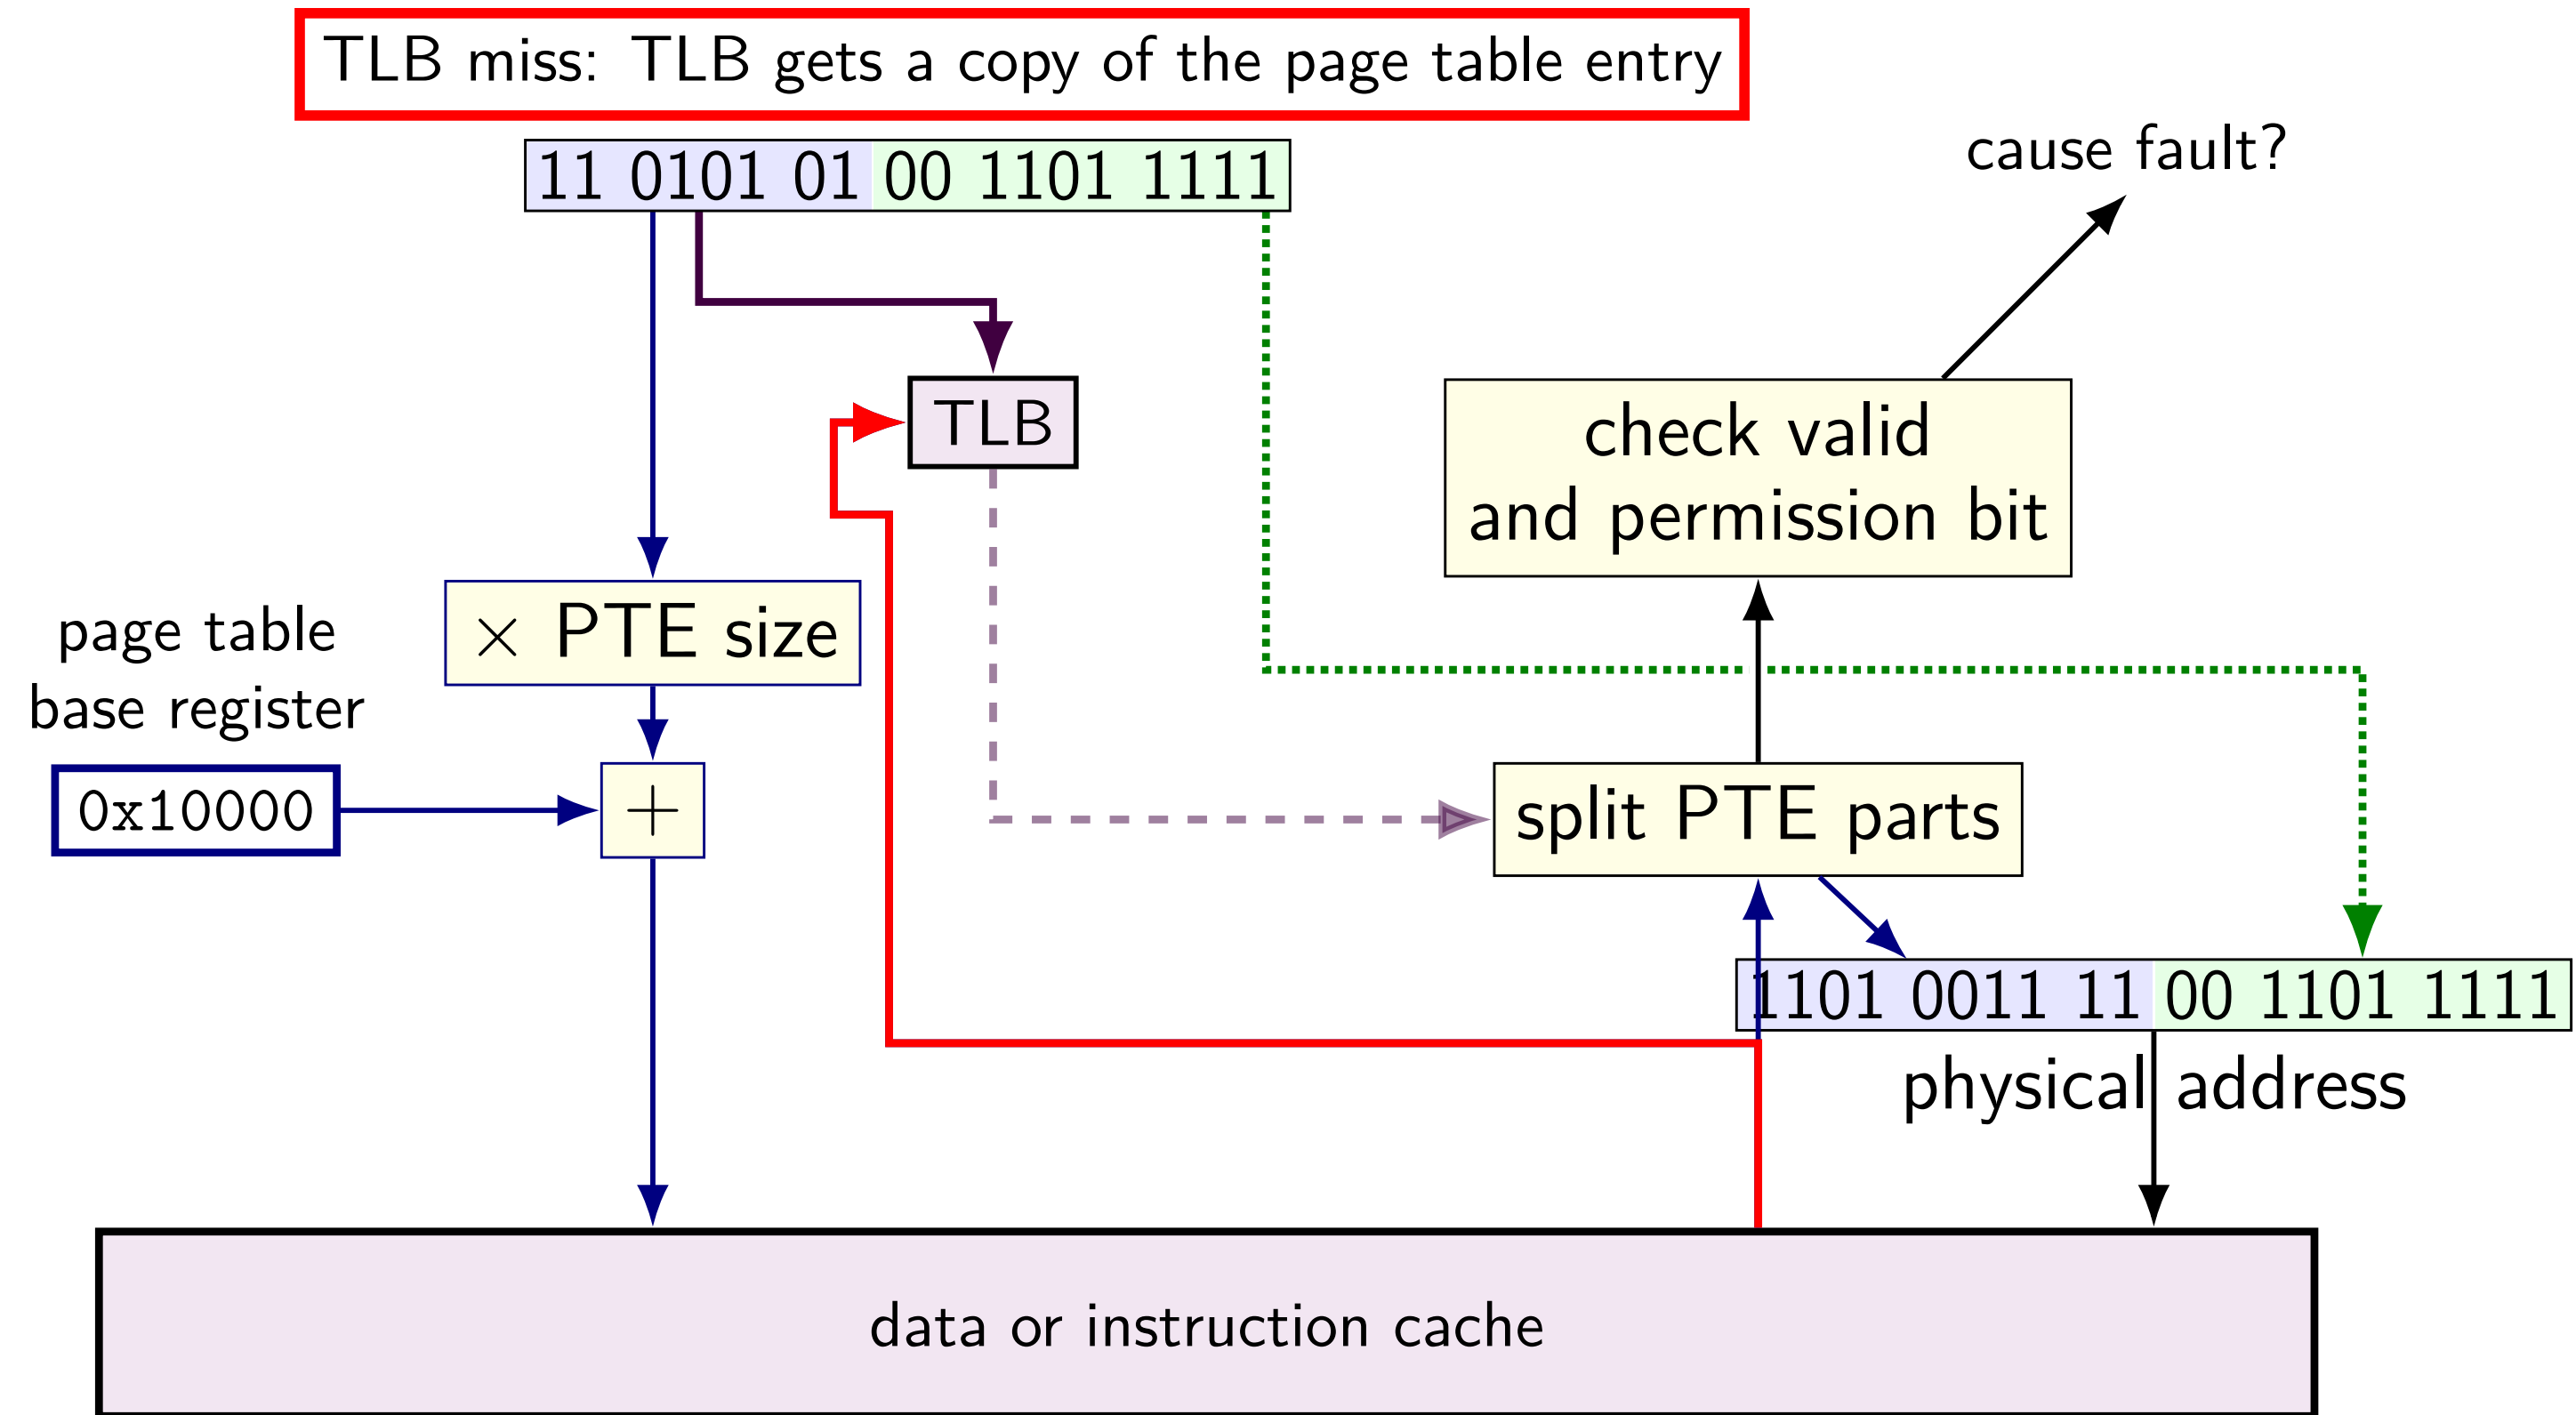 TLB miss: TLB gets a copy of the page table entry
11 0101 01 00 1101 1111
cause fault?
TLB
check valid
and permission bit
× PTE size
page table
base register
0x10000
+
split PTE parts
1101 0011 11 00 1101 1111
physical address
data or instruction cache